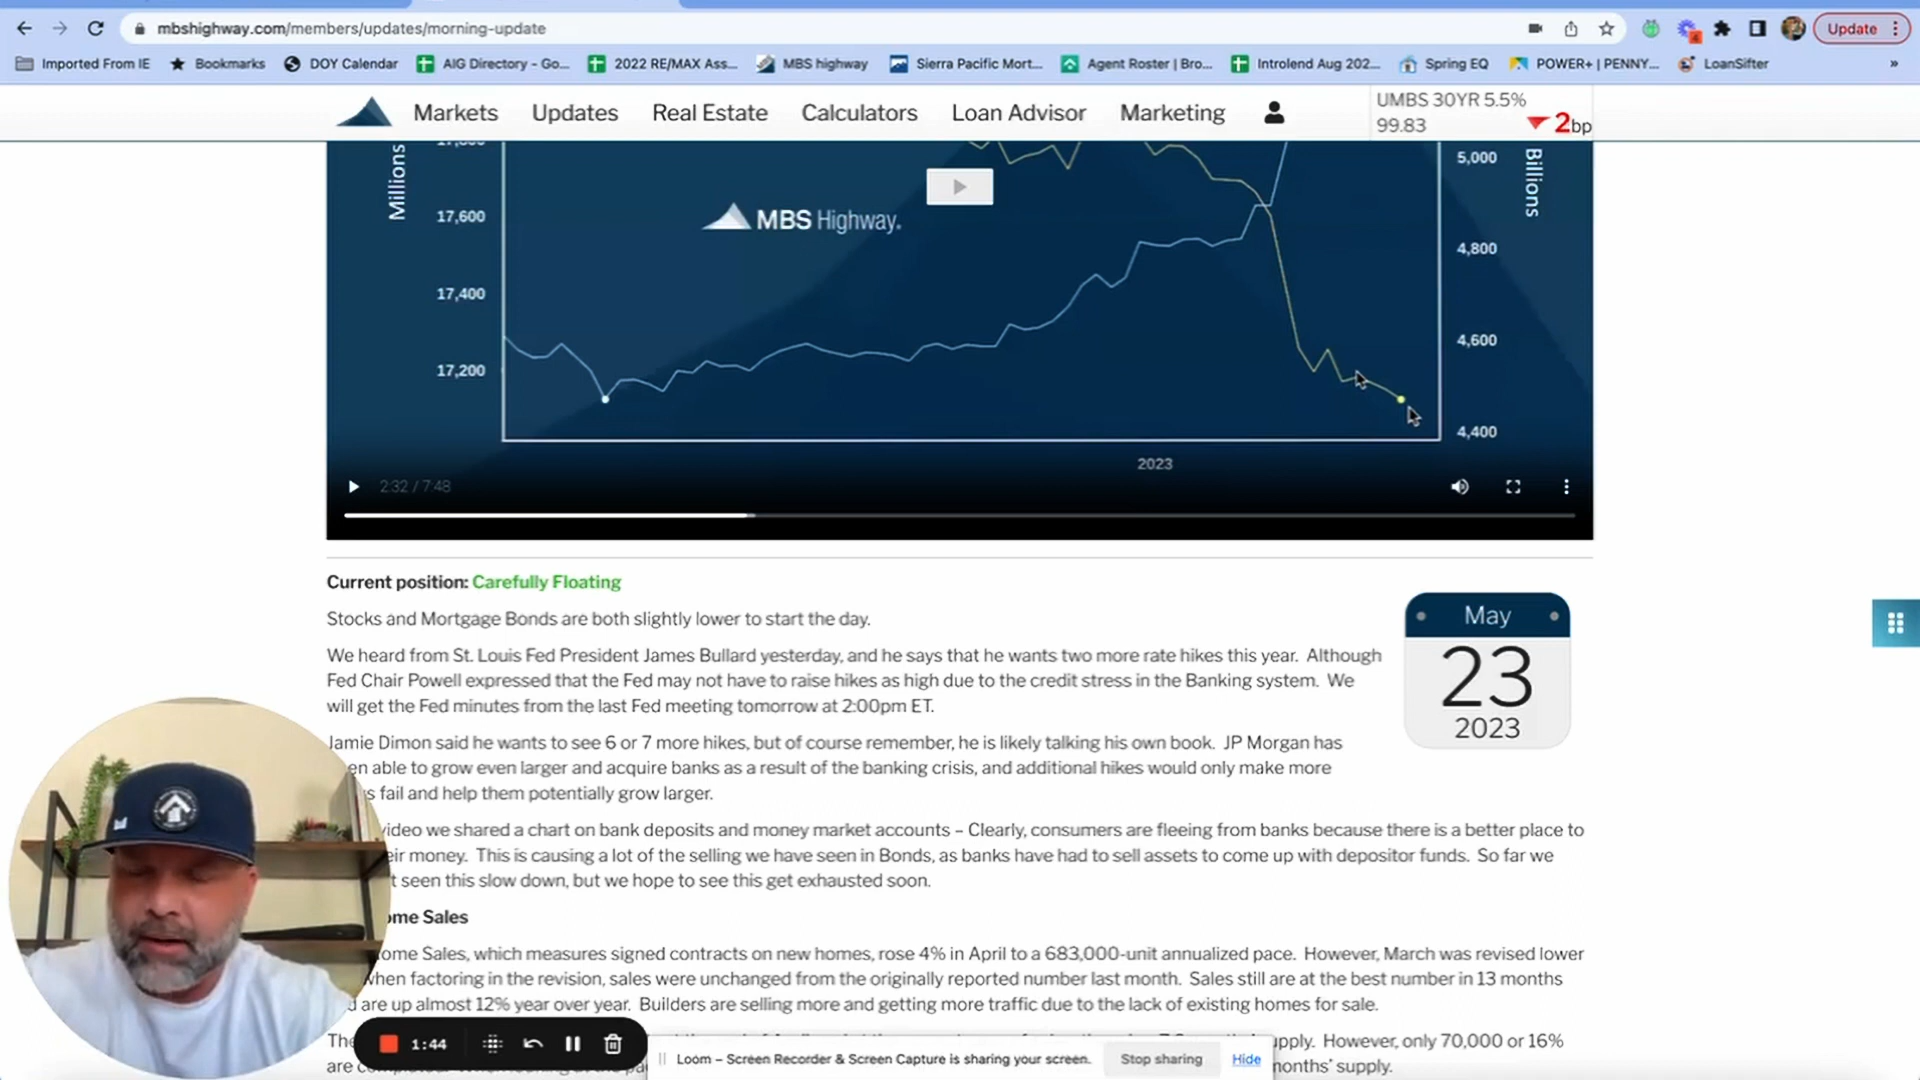 mbshighway.com/members/updates/morning-update
Update
Imported From IE
Bookmarks
DOY Calendar
AIG Directory - Go...
2022 RE/MAX Ass...
MBS highway
Sierra Pacific Mort...
Agent Roster | Bro...
Introlend Aug 202...
Spring EQ
POWER+ | PENNY...
LoanSifter
»
Markets
Updates
Real Estate
Calculators
Loan Advisor
Marketing
UMBS 30YR 5.5%
99.83
2bp
Millions
17,600
17,400
17,200
MBS Highway.
5,000
4,800
4,600
4,400
Billions
2023
2:32 / 7:48
Current position: Carefully Floating
Stocks and Mortgage Bonds are both slightly lower to start the day.
We heard from St. Louis Fed President James Bullard yesterday, and he says that he wants two more rate hikes this year. Although
Fed Chair Powell expressed that the Fed may not have to raise hikes as high due to the credit stress in the Banking system. We
will get the Fed minutes from the last Fed meeting tomorrow at 2:00pm ET.
May
23
2023
Jamie Dimon said he wants to see 6 or 7 more hikes, but of course remember, he is likely talking his own book. JP Morgan has
en able to grow even larger and acquire banks as a result of the banking crisis, and additional hikes would only make more
s fail and help them potentially grow larger.
video we shared a chart on bank deposits and money market accounts – Clearly, consumers are fleeing from banks because there is a better place to
eir money. This is causing a lot of the selling we have seen in Bonds, as banks have had to sell assets to come up with depositor funds. So far we
t seen this slow down, but we hope to see this get exhausted soon.
ome Sales
ome Sales, which measures signed contracts on new homes, rose 4% in April to a 683,000-unit annualized pace. However, March was revised lower
when factoring in the revision, sales were unchanged from the originally reported number last month. Sales still are at the best number in 13 months
d are up almost 12% year over year. Builders are selling more and getting more traffic due to the lack of existing homes for sale.
pply. However, only 70,000 or 16%
are
months' supply.
1:44
Loom – Screen Recorder & Screen Capture is sharing your screen.
Stop sharing
Hide